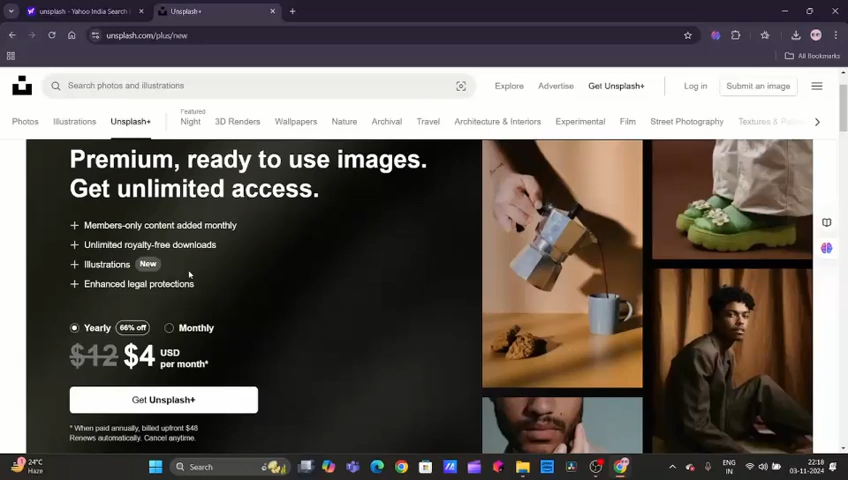 unsplash - Yahoo India Search
Unsplash+
unsplash.com/plus/new
All Bookmarks
Search photos and illustrations
Explore
Advertise
Get Unsplash+
Log in
Submit an image
Photos
Illustrations
Unsplash+
Featured
Night
3D Renders
Wallpapers
Nature
Archival
Travel
Architecture & Interiors
Experimental
Film
Street Photography
Textures &
Premium, ready to use images.
Get unlimited access.
Members-only content added monthly
Unlimited royalty-free downloads
Illustrations New
Enhanced legal protections
Yearly 66% off Monthly
$12 $4 USD
per month*
Get Unsplash+
* When paid annually, billed upfront $48
Renews automatically. Cancel anytime.
24°C
Haze
Search
ENG
IN
22:18
03-11-2024